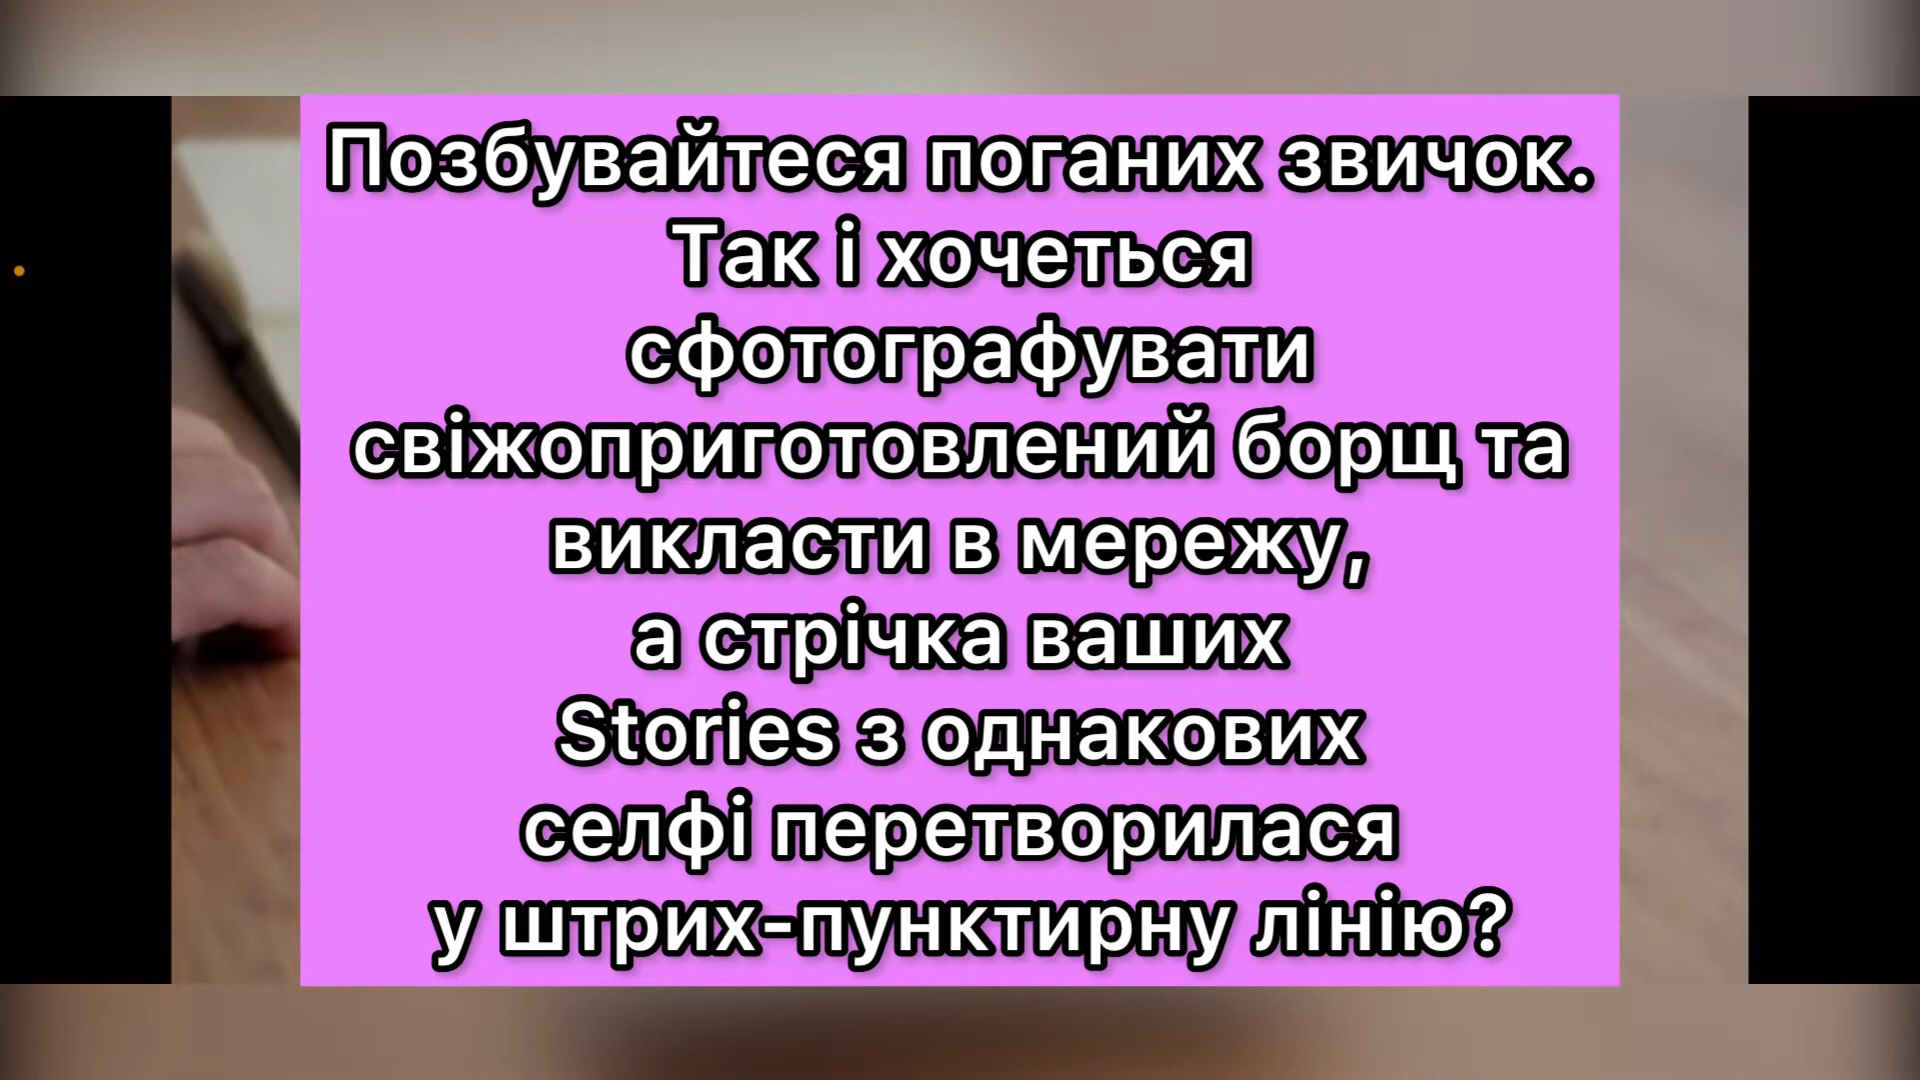 Позбувайтеся поганих звичок.
Так і хочеться
сфотографувати
свіжоприготовлений борщ та
викласти в мережу,
а стрічка ваших
Stories з однакових
селфі перетворилася
у штрих-пунктирну лінію?